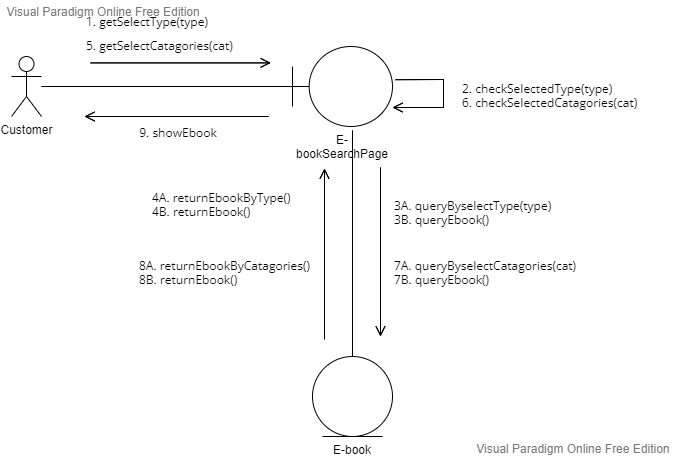 Visual Paradigm Online Free Edition
1. getSelectType(type)
5. getSelectCatagories(cat)
2. checkSelectedType(type)
6. checkSelectedCatagories(cat)
Customer
9. showEbook
E-
bookSearchPage
4A. returnEbookByType()
4B. returnEbook()
3A. queryByselectType(type)
3B. queryEbook()
8A. returnEbookByCatagories()
8B. returnEbook()
7A. queryByselectCatagories(cat)
7B. queryEbook()
E-book
Visual Paradigm Online Free Edition